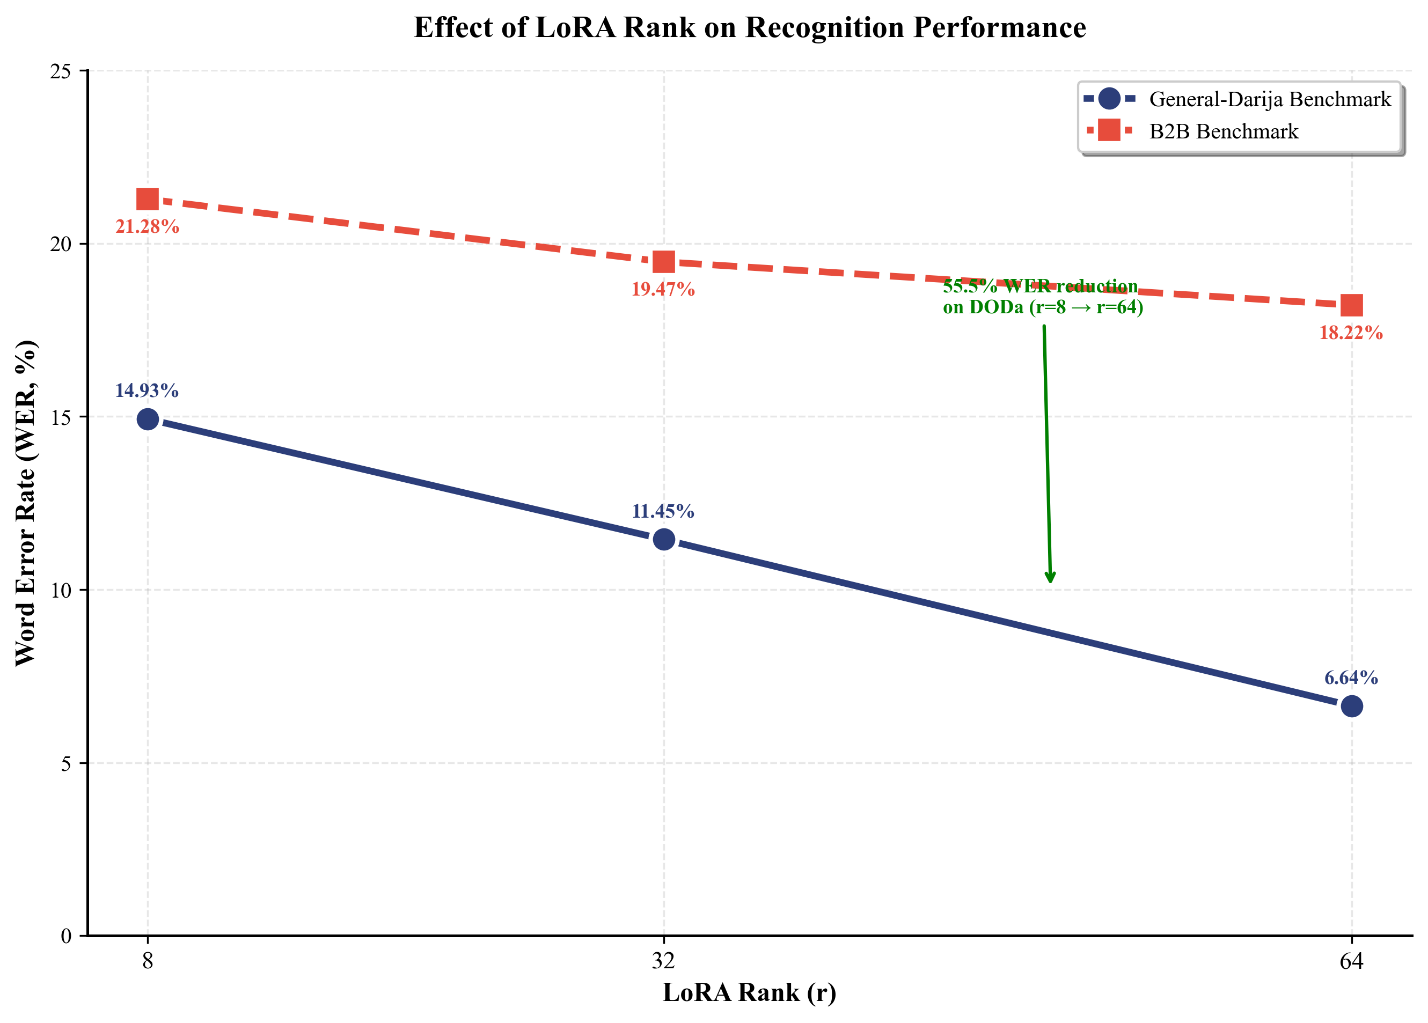 Effect of LoRA Rank on Recognition Performance
25
General-Darija Benchmark
B2B Benchmark
21.28%
20
19.47%
55.5% WER reduction
on DODa (r=8 → r=64)
18.22%
14.93%
15
11.45%
10
6.64%
5
0
Word Error Rate (WER, %)
8
32
64
LoRA Rank (r)